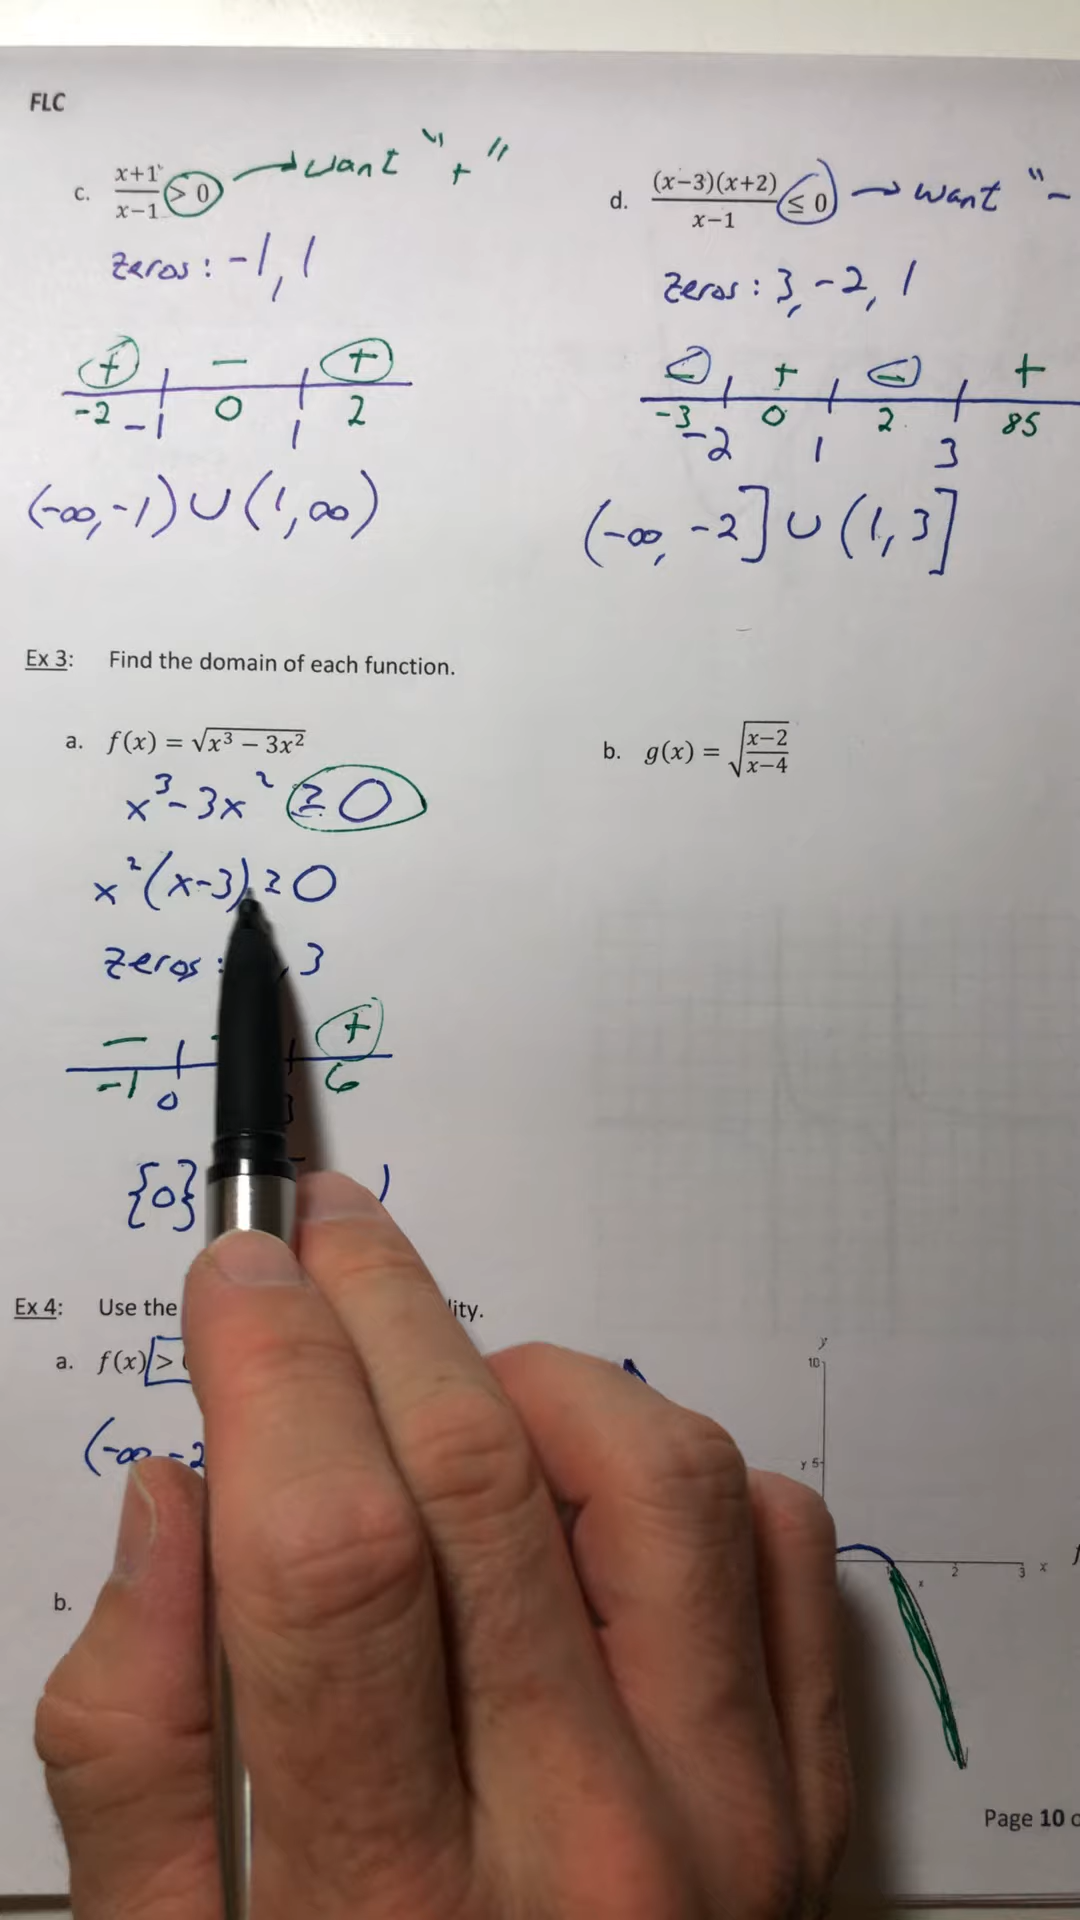 FLC
c. x+1/x−1 > 0 → want "+"
zeros: -1, 1
+ − +
-2 0 2
-1 1
(-∞,-1) ∪ (1,∞)
d. (x−3)(x+2)/x−1 ≤ 0 → want "−
zeros: 3, -2, 1
− + − +
-3 0 2 85
-2 1 3
(-∞, -2] ∪ (1, 3]
Ex 3: Find the domain of each function.
a. f(x) = √x³ − 3x²
x³-3x² ≥ 0
x²(x-3) ≥ 0
zeros: , 3
− +
-1 6
0 3
{0} )
b. g(x) = √x−2/x−4
Ex 4: Use the lity.
a. f(x) >
(-∞ -2
b.
y
10
y 5
1 2 3 x
x
Page 10